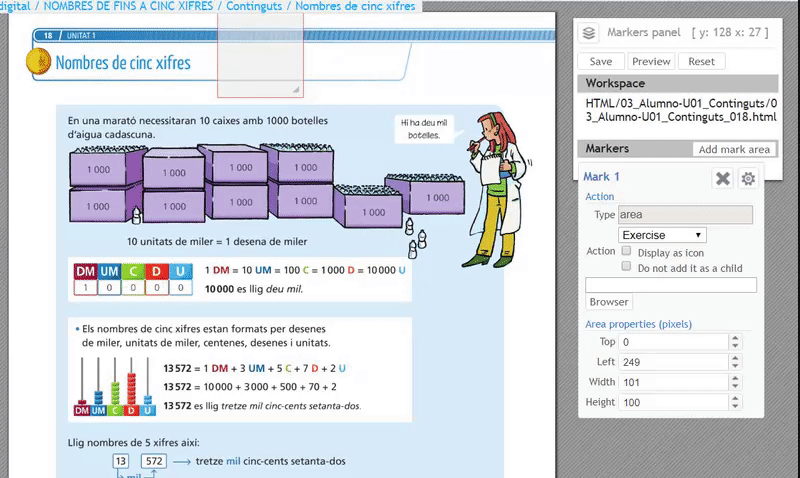 digital / NOMBRES DE FINS A CINC XIFRES / Continguts / Nombres de cinc xifres
18 / UNITAT 1
Nombres de cinc xifres
En una marató necessitaran 10 caixes amb 1000 botelles
d'aigua cadascuna.
Hi ha deu mil
botelles.
1 000 1 000 1 000 1 000
1 000 1 000 1 000 1 000 1 000 1 000
10 unitats de miler = 1 desena de miler
DM UM C D U
1 0 0 0 0
1 DM = 10 UM = 100 C = 1 000 D = 10 000 U
10 000 es llig deu mil.
• Els nombres de cinc xifres estan formats per desenes
de miler, unitats de miler, centenes, desenes i unitats.
13 572 = 1 DM + 3 UM + 5 C + 7 D + 2 U
13 572 = 10 000 + 3 000 + 500 + 70 + 2
13 572 es llig tretze mil cinc-cents setanta-dos.
DM UM C D U
Llig nombres de 5 xifres així:
13 572 → tretze mil cinc-cents setanta-dos
mil
Markers panel [ y: 128 x: 27 ]
Save Preview Reset
Workspace
HTML/03_Alumno-U01_Continguts/0
3_Alumno-U01_Continguts_018.html
Markers Add mark area
Mark 1
Action
Type area
Exercise
Action Display as icon
Do not add it as a child
Browser
Area properties (pixels)
Top 0
Left 249
Width 101
Height 100